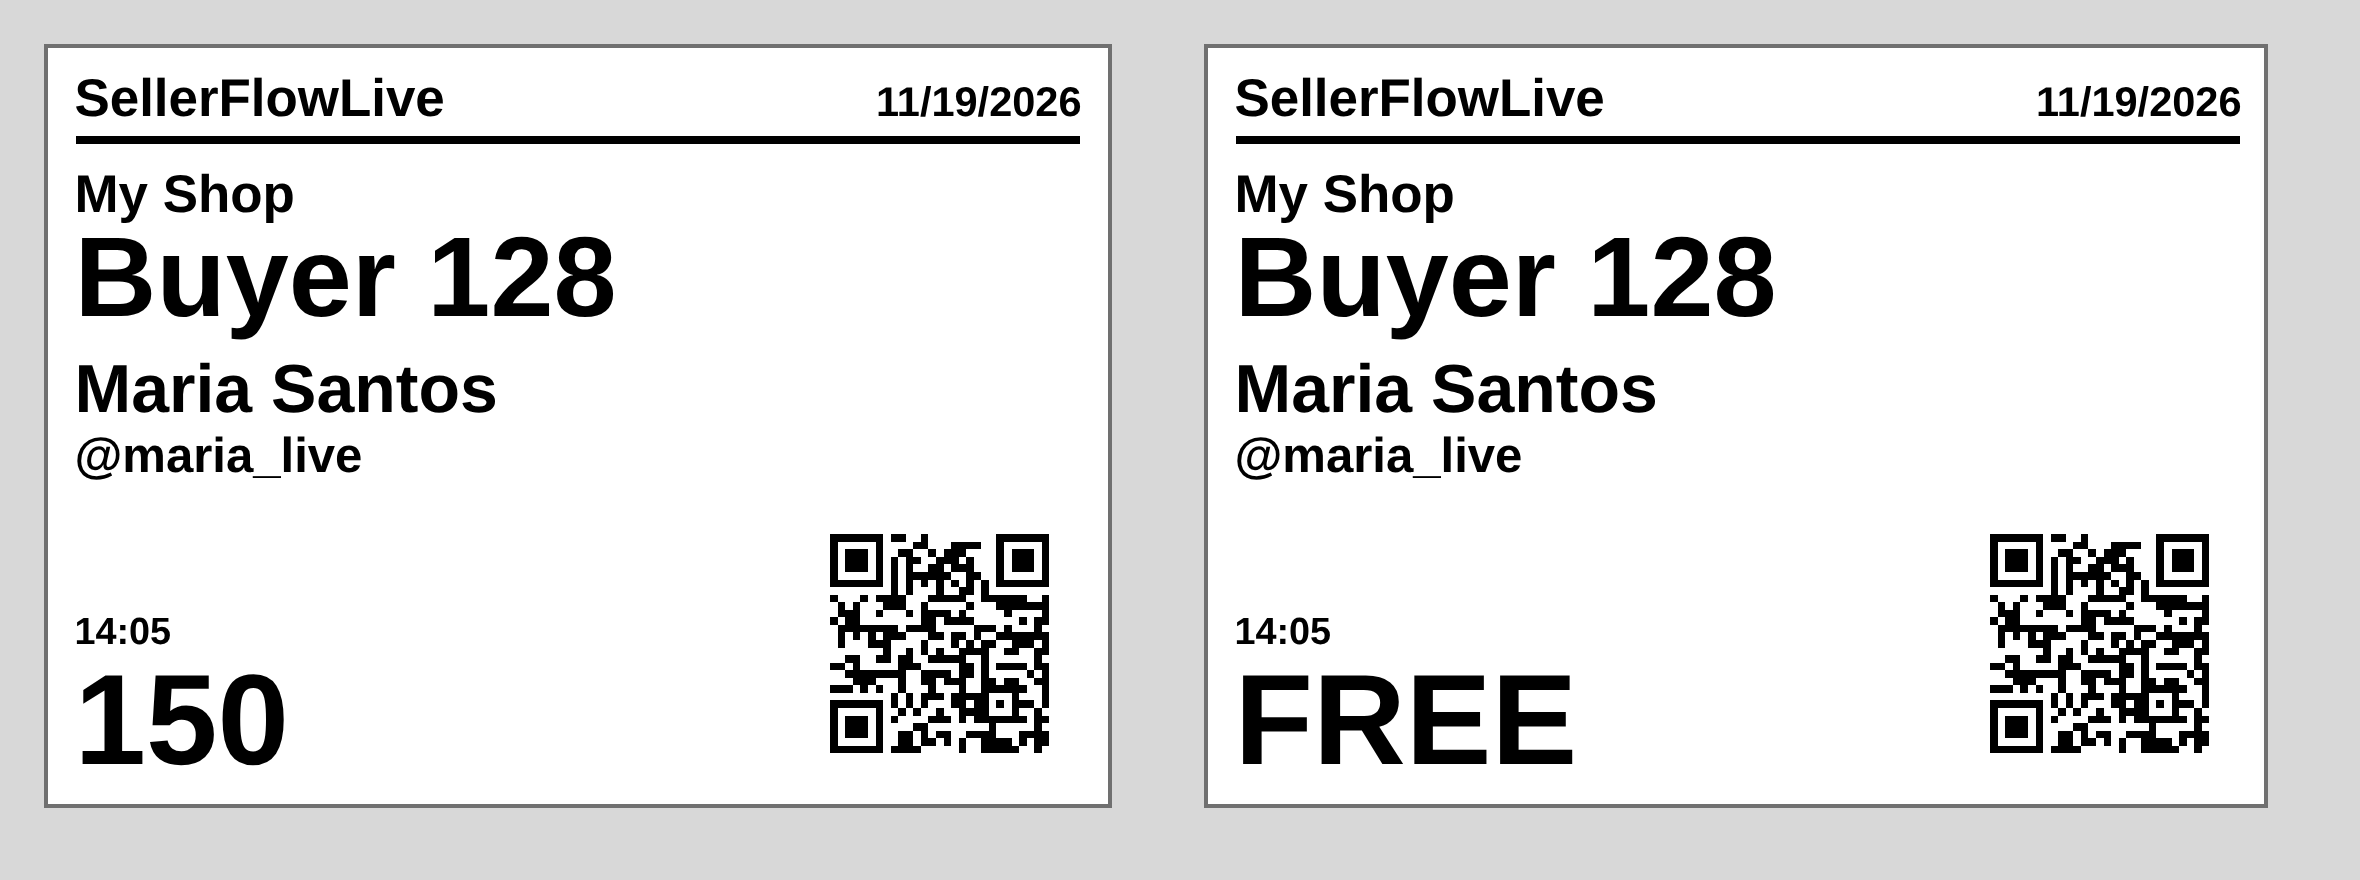 SellerFlowLive 11/19/2026
My Shop
Buyer 128
Maria Santos
@maria_live
14:05
150
SellerFlowLive 11/19/2026
My Shop
Buyer 128
Maria Santos
@maria_live
14:05
FREE